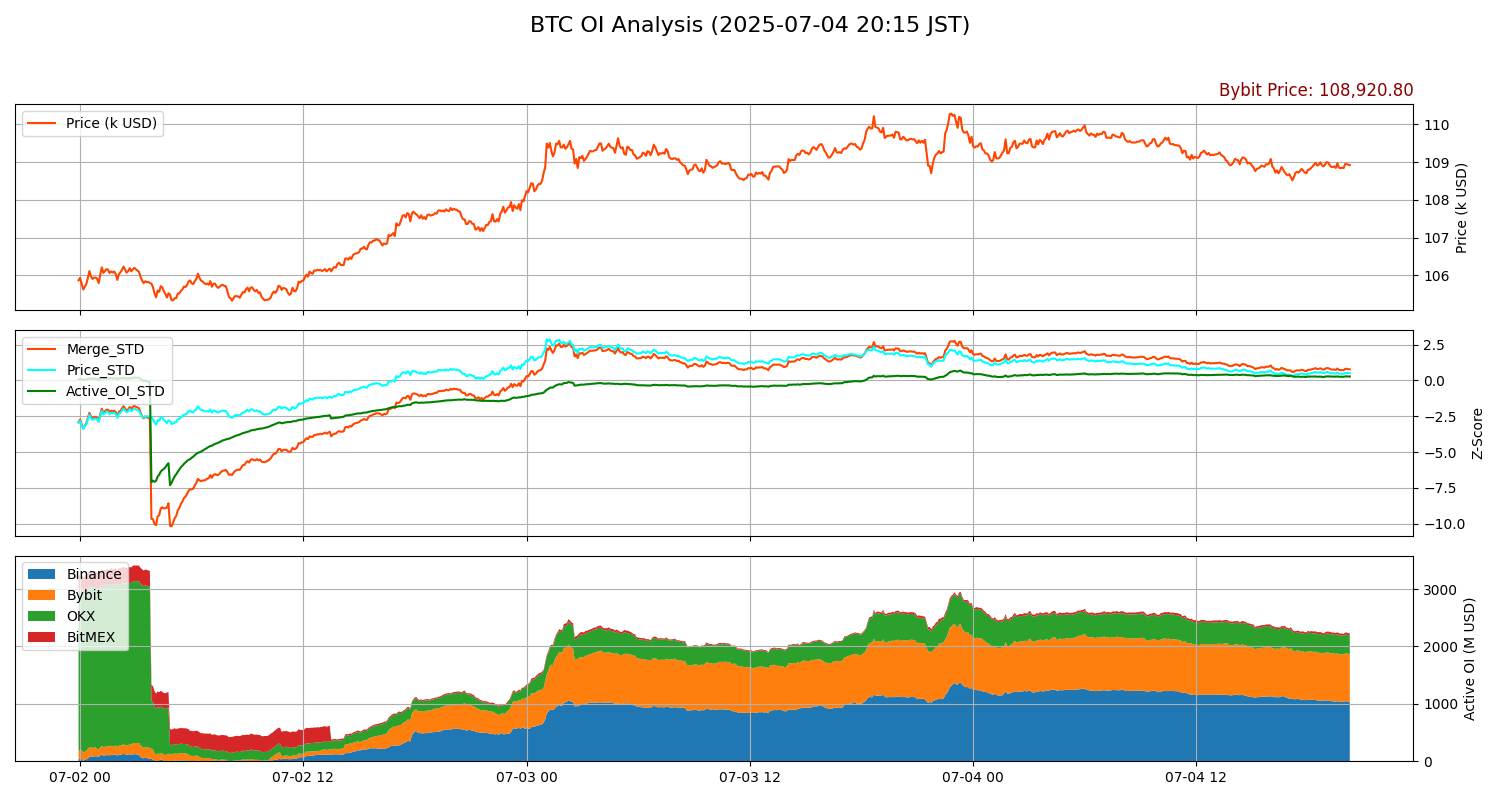 BTC OI Analysis (2025-07-04 20:15 JST)
Bybit Price: 108,920.80
Price (k USD)
110
109
108
107
106
Price (k USD)
Merge_STD
Price_STD
Active_OI_STD
2.5
0.0
−2.5
−5.0
−7.5
−10.0
Z-Score
Binance
Bybit
OKX
BitMEX
3000
2000
1000
0
Active OI (M USD)
07-02 00
07-02 12
07-03 00
07-03 12
07-04 00
07-04 12